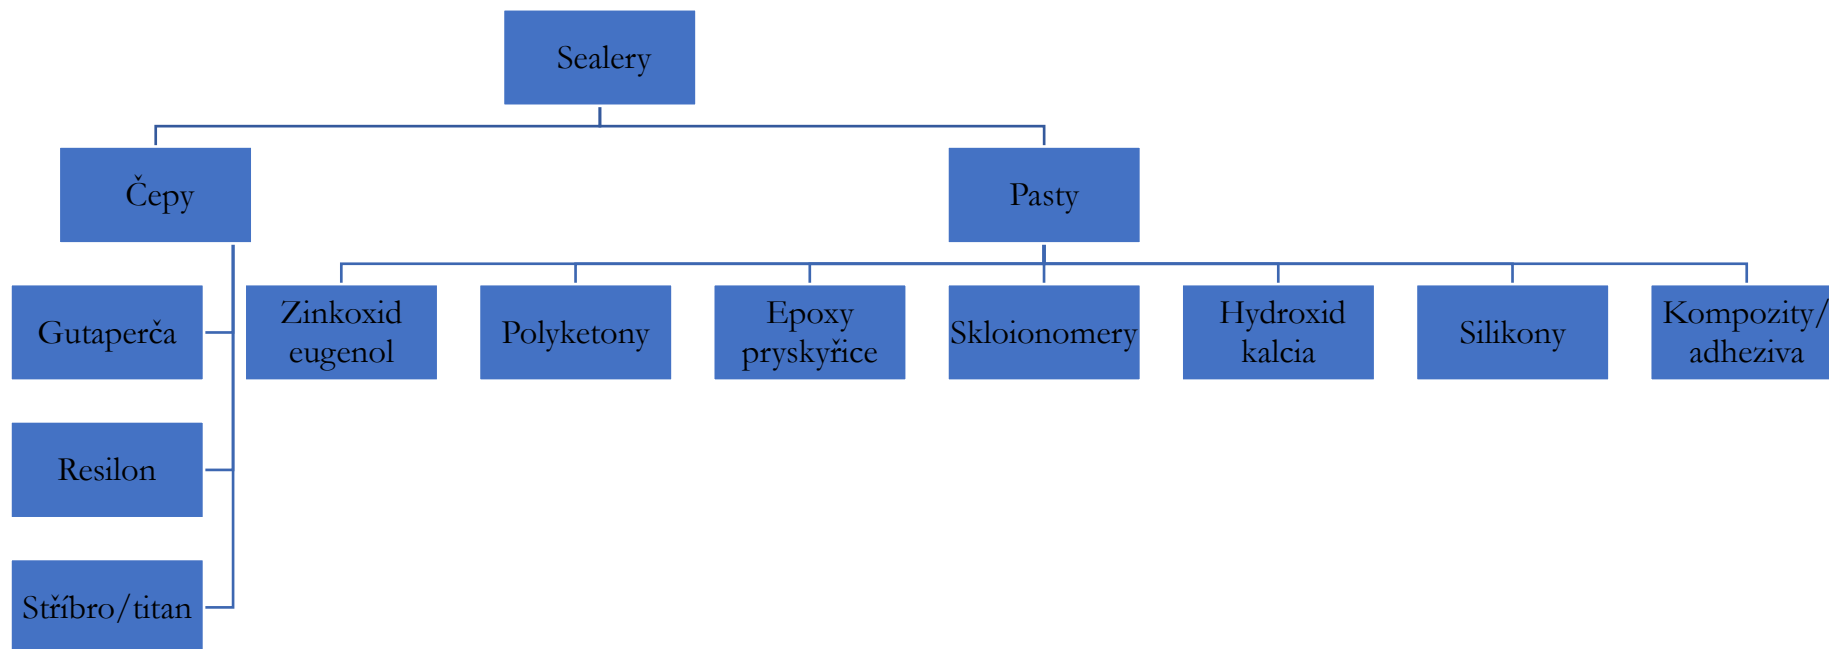 Sealery
Čepy
Pasty
Gutaperča
Zinkoxid
eugenol
Polyketony
Epoxy
pryskyřice
Skloionomery
Hydroxid
kalcia
Silikony
Kompozity/
adheziva
Resilon
Stříbro/titan